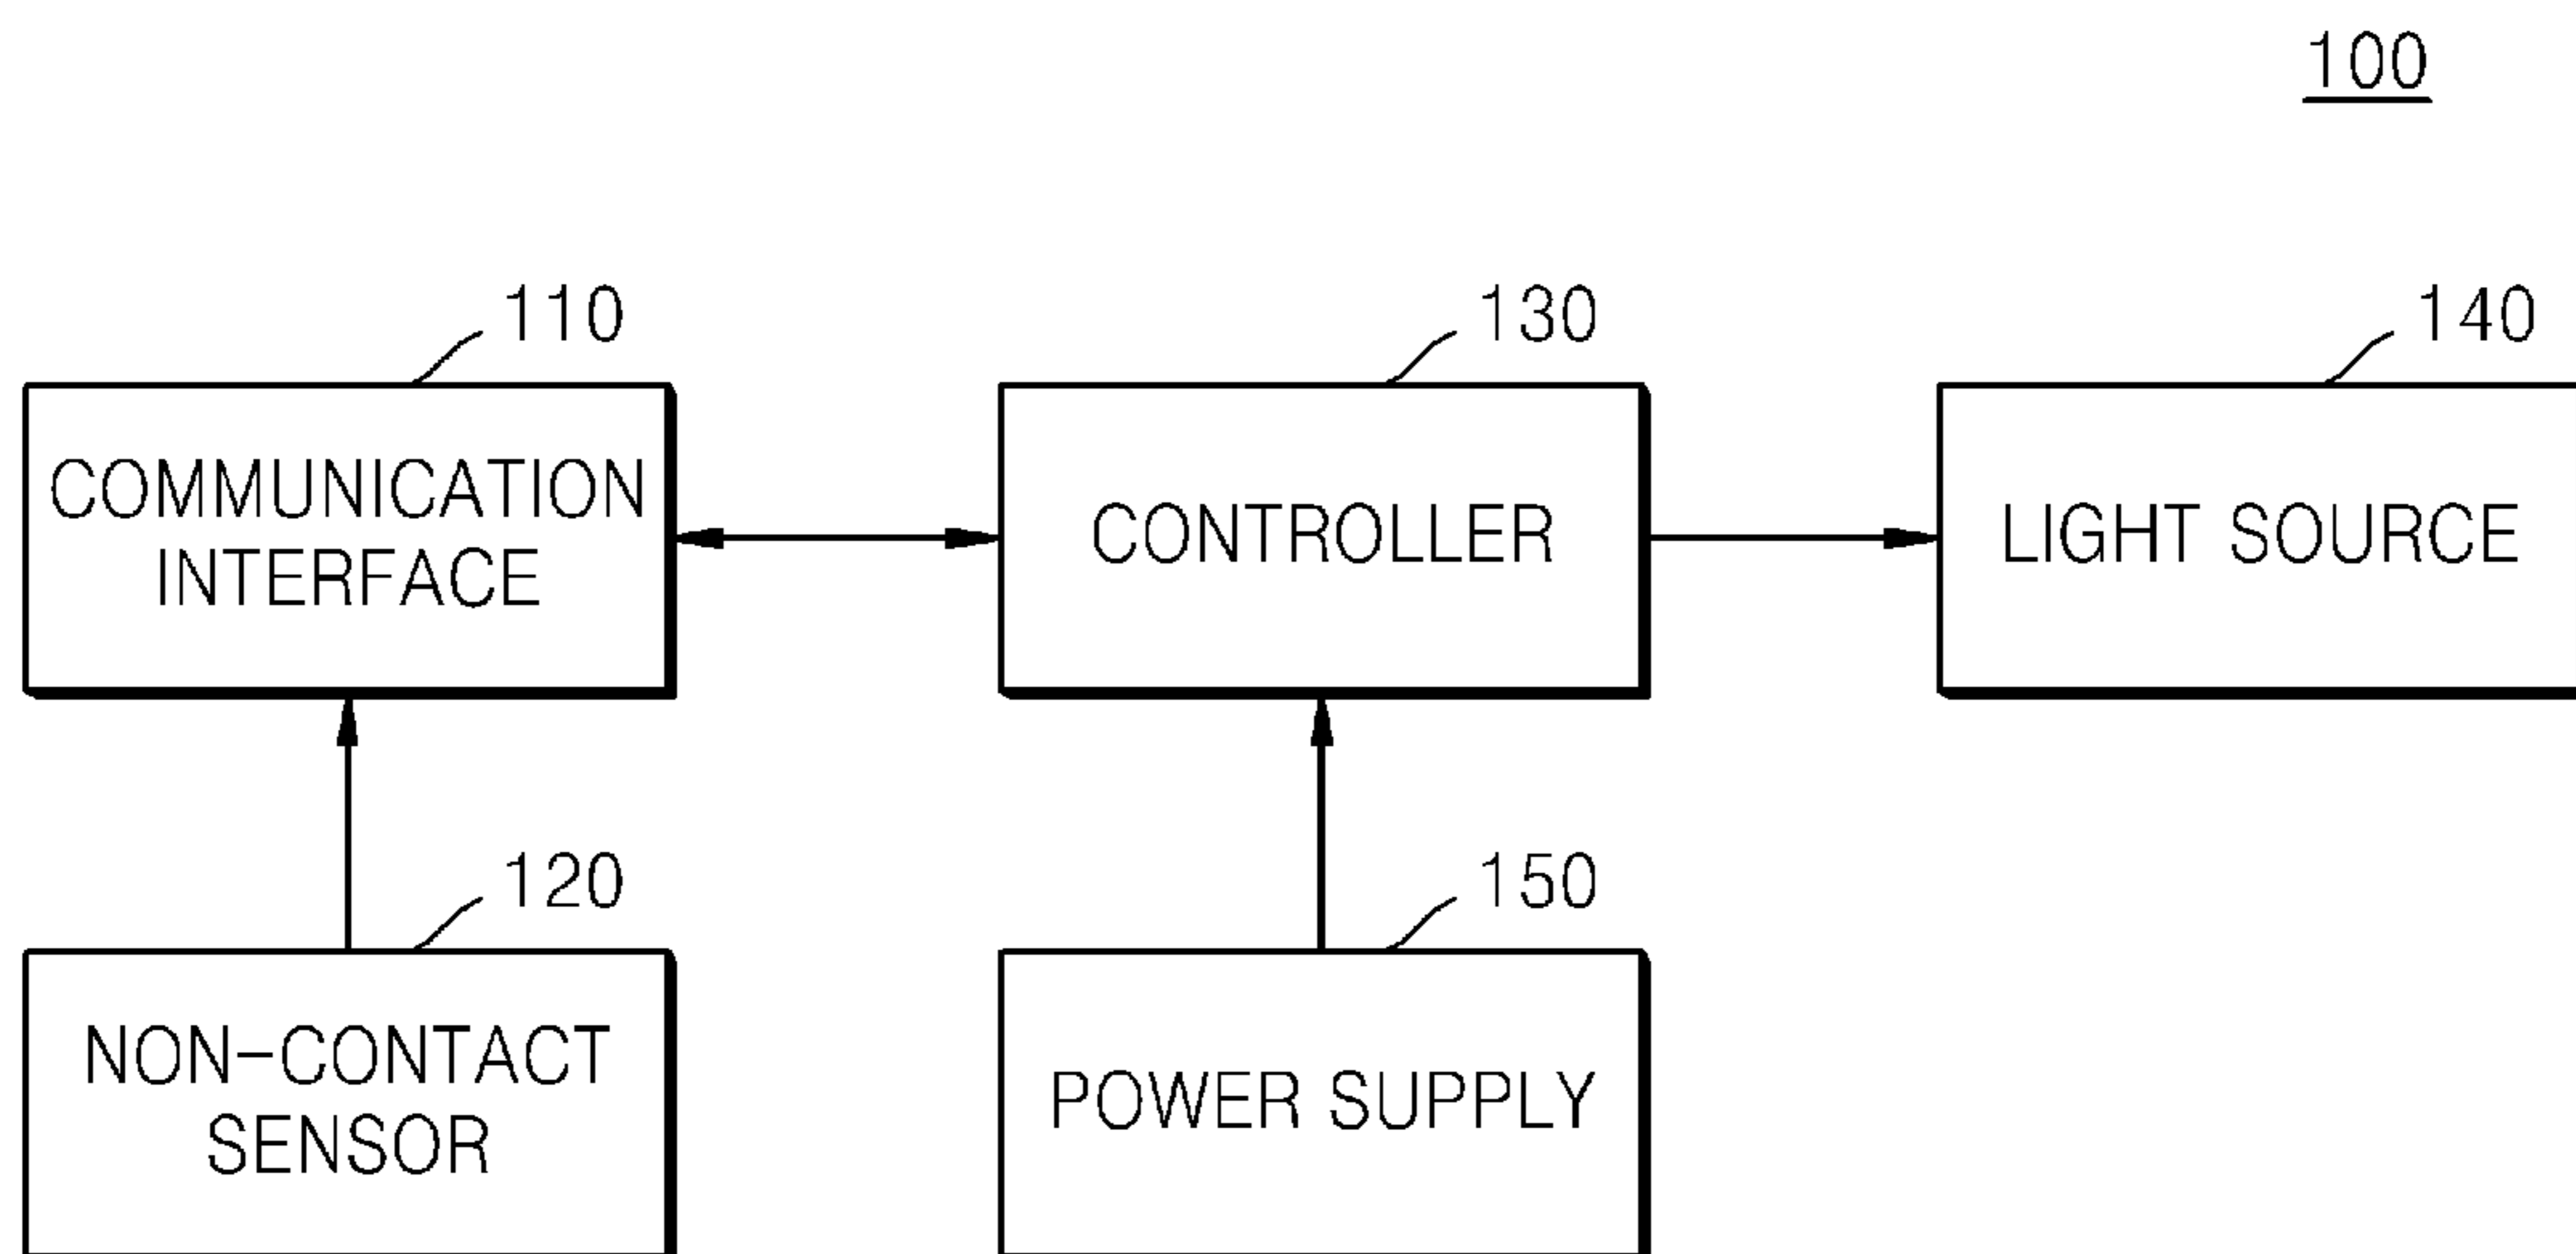 100
110
130
140
COMMUNICATION
INTERFACE
CONTROLLER
LIGHT SOURCE
120
150
NON-CONTACT
SENSOR
POWER SUPPLY